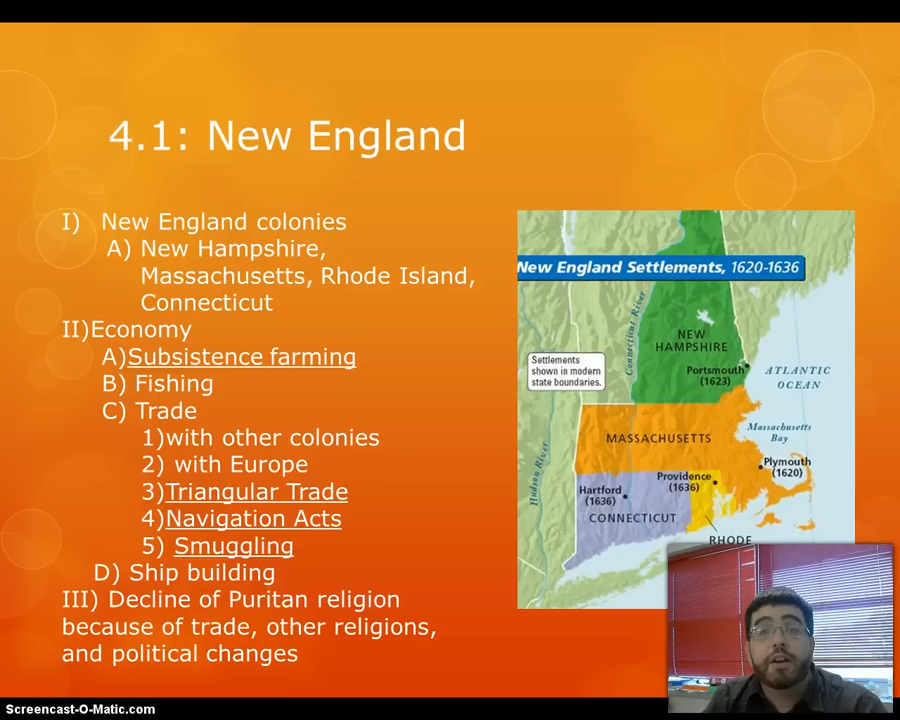 4.1: New England
I) New England colonies
A) New Hampshire,
Massachusetts, Rhode Island,
Connecticut
II)Economy
A)Subsistence farming
B) Fishing
C) Trade
1)with other colonies
2) with Europe
3)Triangular Trade
4)Navigation Acts
5) Smuggling
D) Ship building
III) Decline of Puritan religion
because of trade, other religions,
and political changes
New England Settlements, 1620-1636
Connecticut River
NEW
HAMPSHIRE
Settlements
shown in modern
state boundaries.
Portsmouth
(1623)
ATLANTIC
OCEAN
Massachusetts
Bay
MASSACHUSETTS
Hudson River
Plymouth
(1620)
Providence
(1636)
Hartford
(1636)
CONNECTICUT
RHODE
Screencast-O-Matic.com